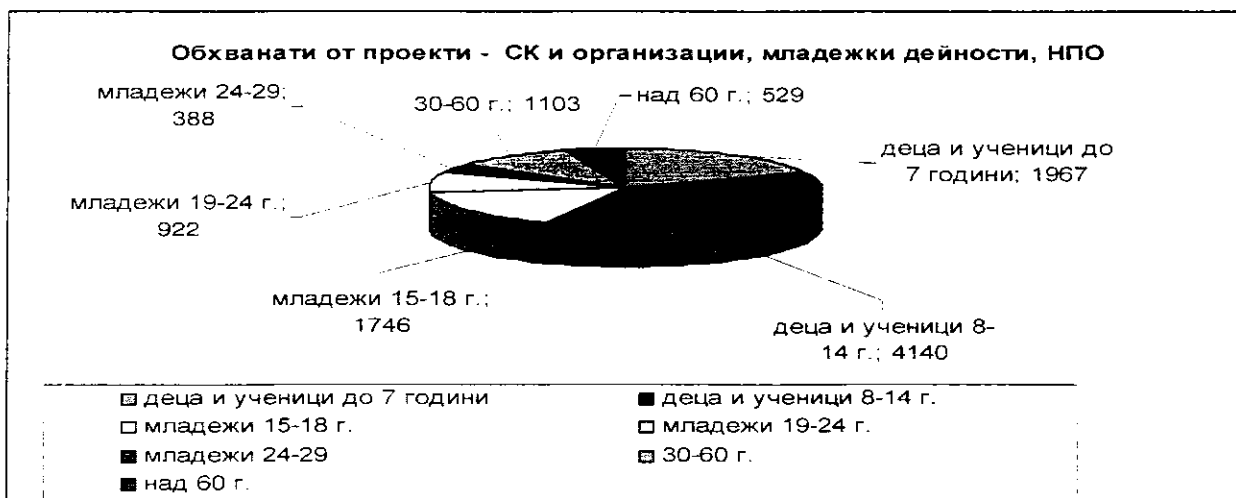 Обхванати от проекти - СК и организации, младежки дейности, НПО
младежи 24-29;
388
30-60 г.; 1103
над 60 г.; 529
деца и ученици до
7 години; 1967
младежи 19-24 г.;
922
младежи 15-18 г.;
1746
деца и ученици 8-
14 г.; 4140
деца и ученици до 7 години
деца и ученици 8-14 г.
младежи 15-18 г.
младежи 19-24 г.
младежи 24-29
30-60 г.
над 60 г.